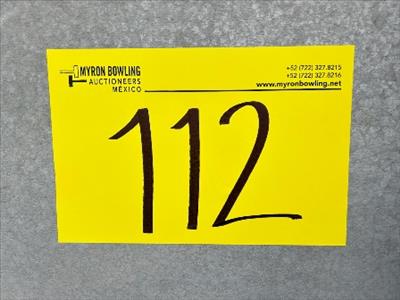 MYRON BOWLING
AUCTIONEERS
MÉXICO
+52 (722) 327.8215
+52 (722) 327.8216
www.myronbowling.net
112